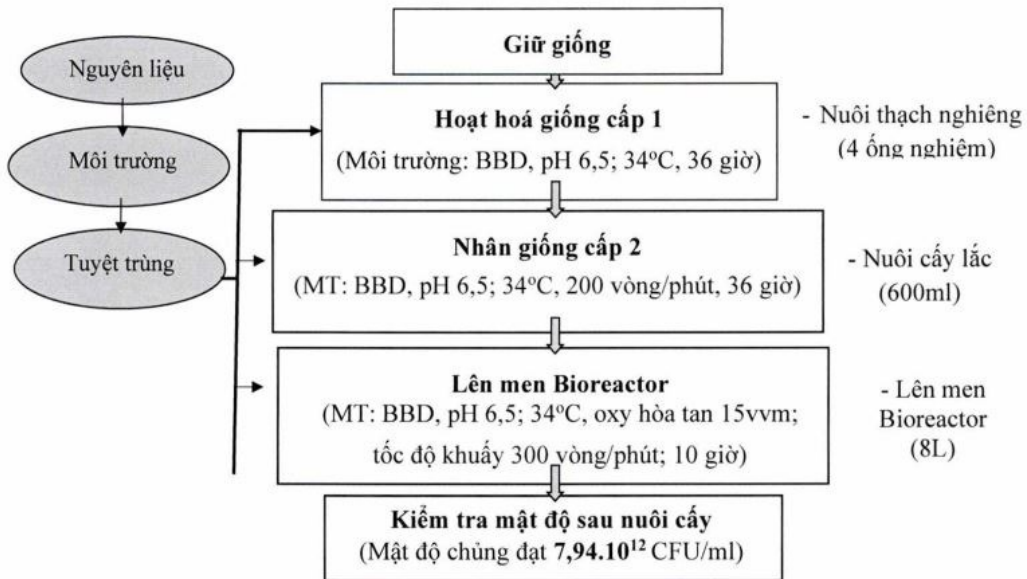 Nguyên liệu
Môi trường
Tuyệt trùng
Giữ giống
Hoạt hoá giống cấp 1
(Môi trường: BBD, pH 6,5; 34°C, 36 giờ)
- Nuôi thạch nghiêng
(4 ống nghiệm)
Nhân giống cấp 2
(MT: BBD, pH 6,5; 34°C, 200 vòng/phút, 36 giờ)
- Nuôi cấy lắc
(600ml)
Lên men Bioreactor
(MT: BBD, pH 6,5; 34°C, oxy hòa tan 15vvm;
tốc độ khuấy 300 vòng/phút; 10 giờ)
- Lên men
Bioreactor
(8L)
Kiểm tra mật độ sau nuôi cấy
(Mật độ chủng đạt 7,94.10¹² CFU/ml)